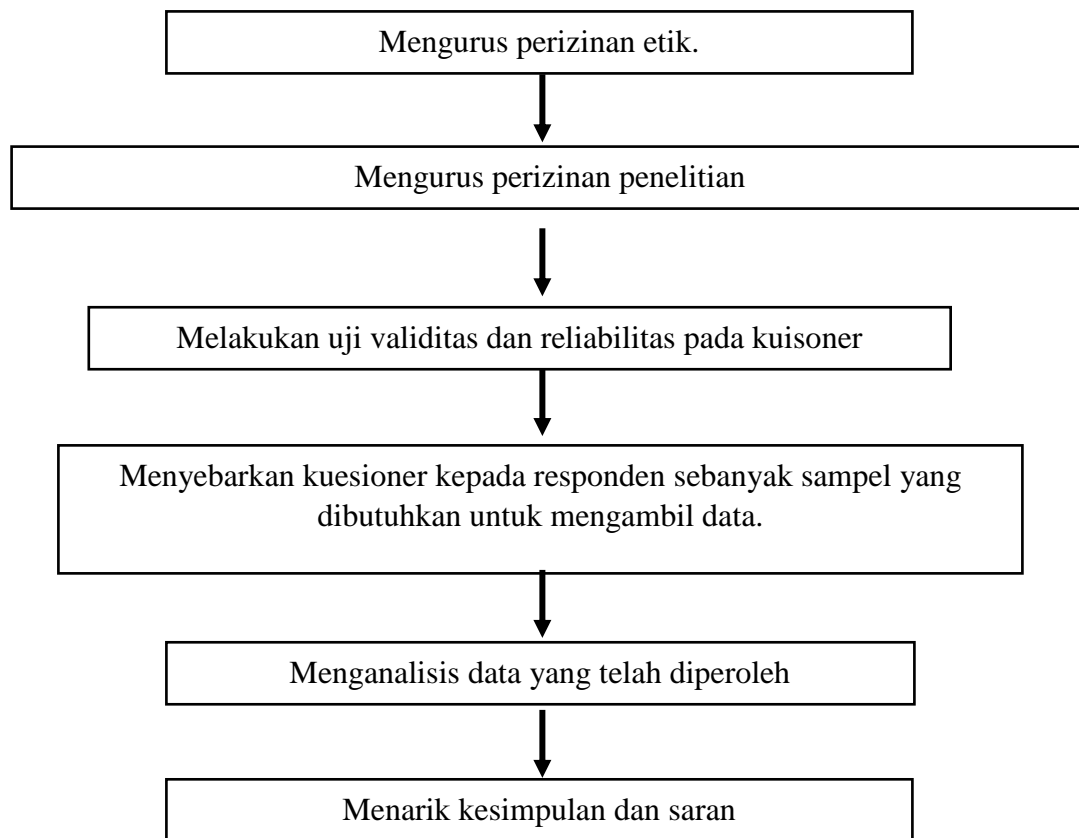 Mengurus perizinan etik.
Mengurus perizinan penelitian
Melakukan uji validitas dan reliabilitas pada kuisoner
Menyebarkan kuesioner kepada responden sebanyak sampel yang
dibutuhkan untuk mengambil data.
Menganalisis data yang telah diperoleh
Menarik kesimpulan dan saran